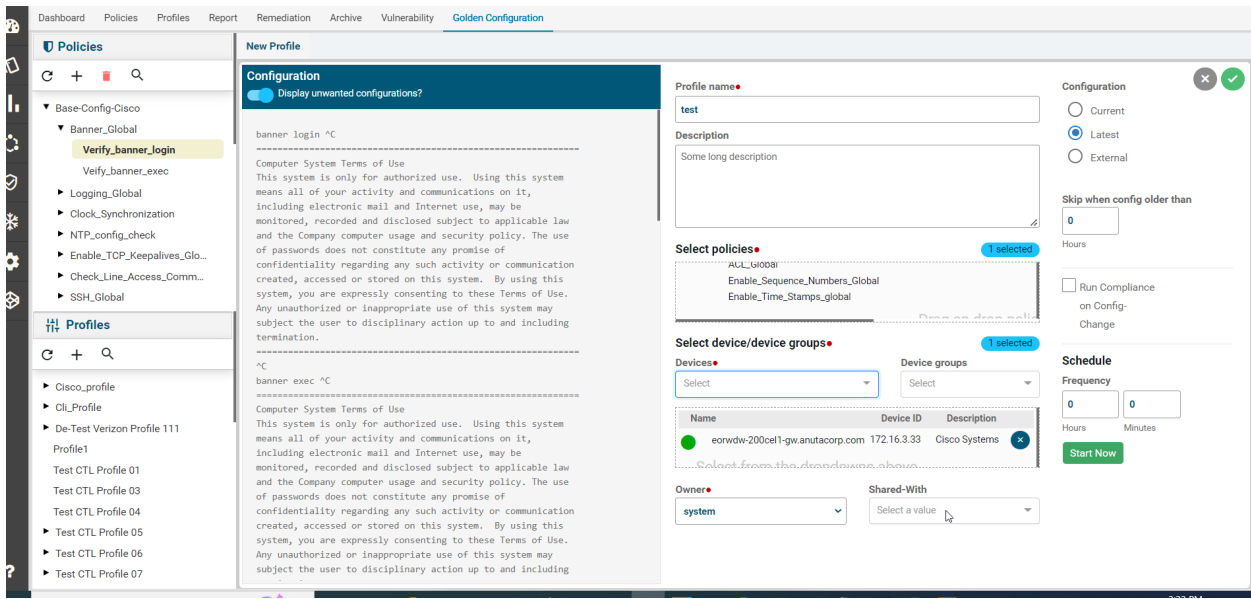 Dashboard Policies Profiles Report Remediation Archive Vulnerability Golden Configuration
Policies
Base-Config-Cisco
Banner_Global
Verify_banner_login
Veify_banner_exec
Logging_Global
Clock_Synchronization
NTP_config_check
Enable_TCP_Keepalives_Glo...
Check_Line_Access_Comm...
SSH_Global
Profiles
Cisco_profile
Cli_Profile
De-Test Verizon Profile 111
Profile1
Test CTL Profile 01
Test CTL Profile 03
Test CTL Profile 04
Test CTL Profile 05
Test CTL Profile 06
Test CTL Profile 07
?
New Profile
Configuration
Display unwanted configurations?
banner login ^C
================================================================
Computer System Terms of Use
This system is only for authorized use. Using this system
means all of your activity and communications on it,
including electronic mail and Internet use, may be
monitored, recorded and disclosed subject to applicable law
and the Company computer usage and security policy. The use
of passwords does not constitute any promise of
confidentiality regarding any such activity or communication
created, accessed or stored on this system. By using this
system, you are expressly consenting to these Terms of Use.
Any unauthorized or inappropriate use of this system may
subject the user to disciplinary action up to and including
termination.
================================================================
^C
banner exec ^C
================================================================
Computer System Terms of Use
This system is only for authorized use. Using this system
means all of your activity and communications on it,
including electronic mail and Internet use, may be
monitored, recorded and disclosed subject to applicable law
and the Company computer usage and security policy. The use
of passwords does not constitute any promise of
confidentiality regarding any such activity or communication
created, accessed or stored on this system. By using this
system, you are expressly consenting to these Terms of Use.
Any unauthorized or inappropriate use of this system may
subject the user to disciplinary action up to and including
Profile name
test
Description
Some long description
Select policies 1 selected
ACL_Global
Enable_Sequence_Numbers_Global
Enable_Time_Stamps_global
Select device/device groups 1 selected
Devices Device groups
Select Select
Name Device ID Description
eorwdw-200cel1-gw.anutacorp.com 172.16.3.33 Cisco Systems
Select from the dropdowns above
Owner Shared-With
system Select a value
Configuration
Current
Latest
External
Skip when config older than
0
Hours
Run Compliance
on Config-
Change
Schedule
Frequency
0 0
Hours Minutes
Start Now